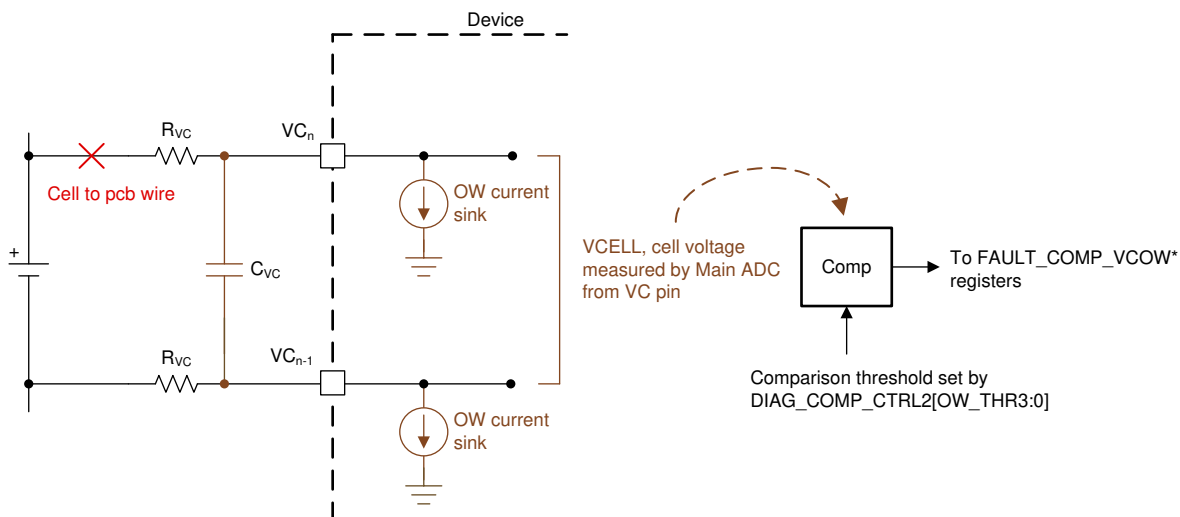 Device
RVC
VCn
Cell to pcb wire
OW current
sink
+
CVC
VCELL, cell voltage
measured by Main ADC
from VC pin
Comp
To FAULT_COMP_VCOW*
registers
RVC
VCn-1
Comparison threshold set by
DIAG_COMP_CTRL2[OW_THR3:0]
OW current
sink